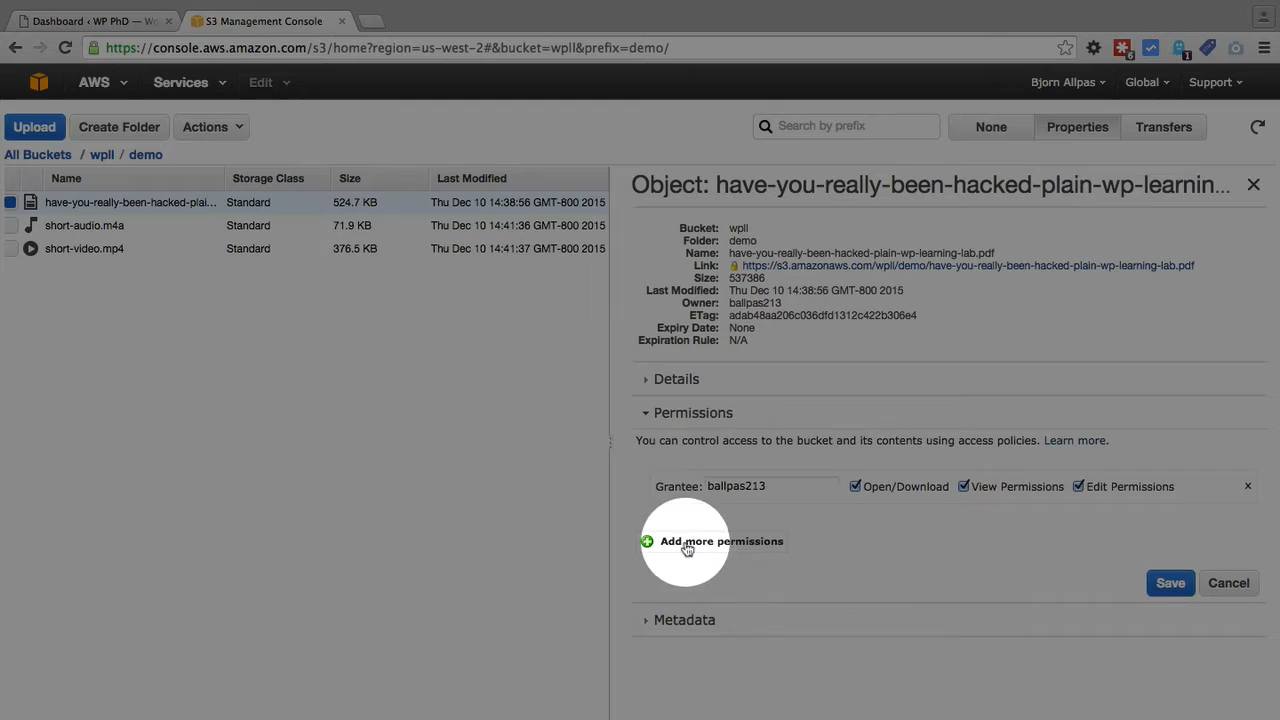 Dashboard ‹ WP PhD — Wo
S3 Management Console
https://console.aws.amazon.com/s3/home?region=us-west-2#&bucket=wpll&prefix=demo/
6
1
AWS Services Edit Bjorn Allpas Global Support
Upload Create Folder Actions Search by prefix None Properties Transfers
All Buckets / wpll / demo
Name Storage Class Size Last Modified
have-you-really-been-hacked-plai... Standard 524.7 KB Thu Dec 10 14:38:56 GMT-800 2015
short-audio.m4a Standard 71.9 KB Thu Dec 10 14:41:36 GMT-800 2015
short-video.mp4 Standard 376.5 KB Thu Dec 10 14:41:37 GMT-800 2015
Object: have-you-really-been-hacked-plain-wp-learnin...
Bucket: wpll
Folder: demo
Name: have-you-really-been-hacked-plain-wp-learning-lab.pdf
Link: https://s3.amazonaws.com/wpll/demo/have-you-really-been-hacked-plain-wp-learning-lab.pdf
Size: 537386
Last Modified: Thu Dec 10 14:38:56 GMT-800 2015
Owner: ballpas213
ETag: adab48aa206c036dfd1312c422b306e4
Expiry Date: None
Expiration Rule: N/A
Details
Permissions
You can control access to the bucket and its contents using access policies. Learn more.
Grantee: ballpas213 Open/Download View Permissions Edit Permissions x
Add more permissions
Save Cancel
Metadata